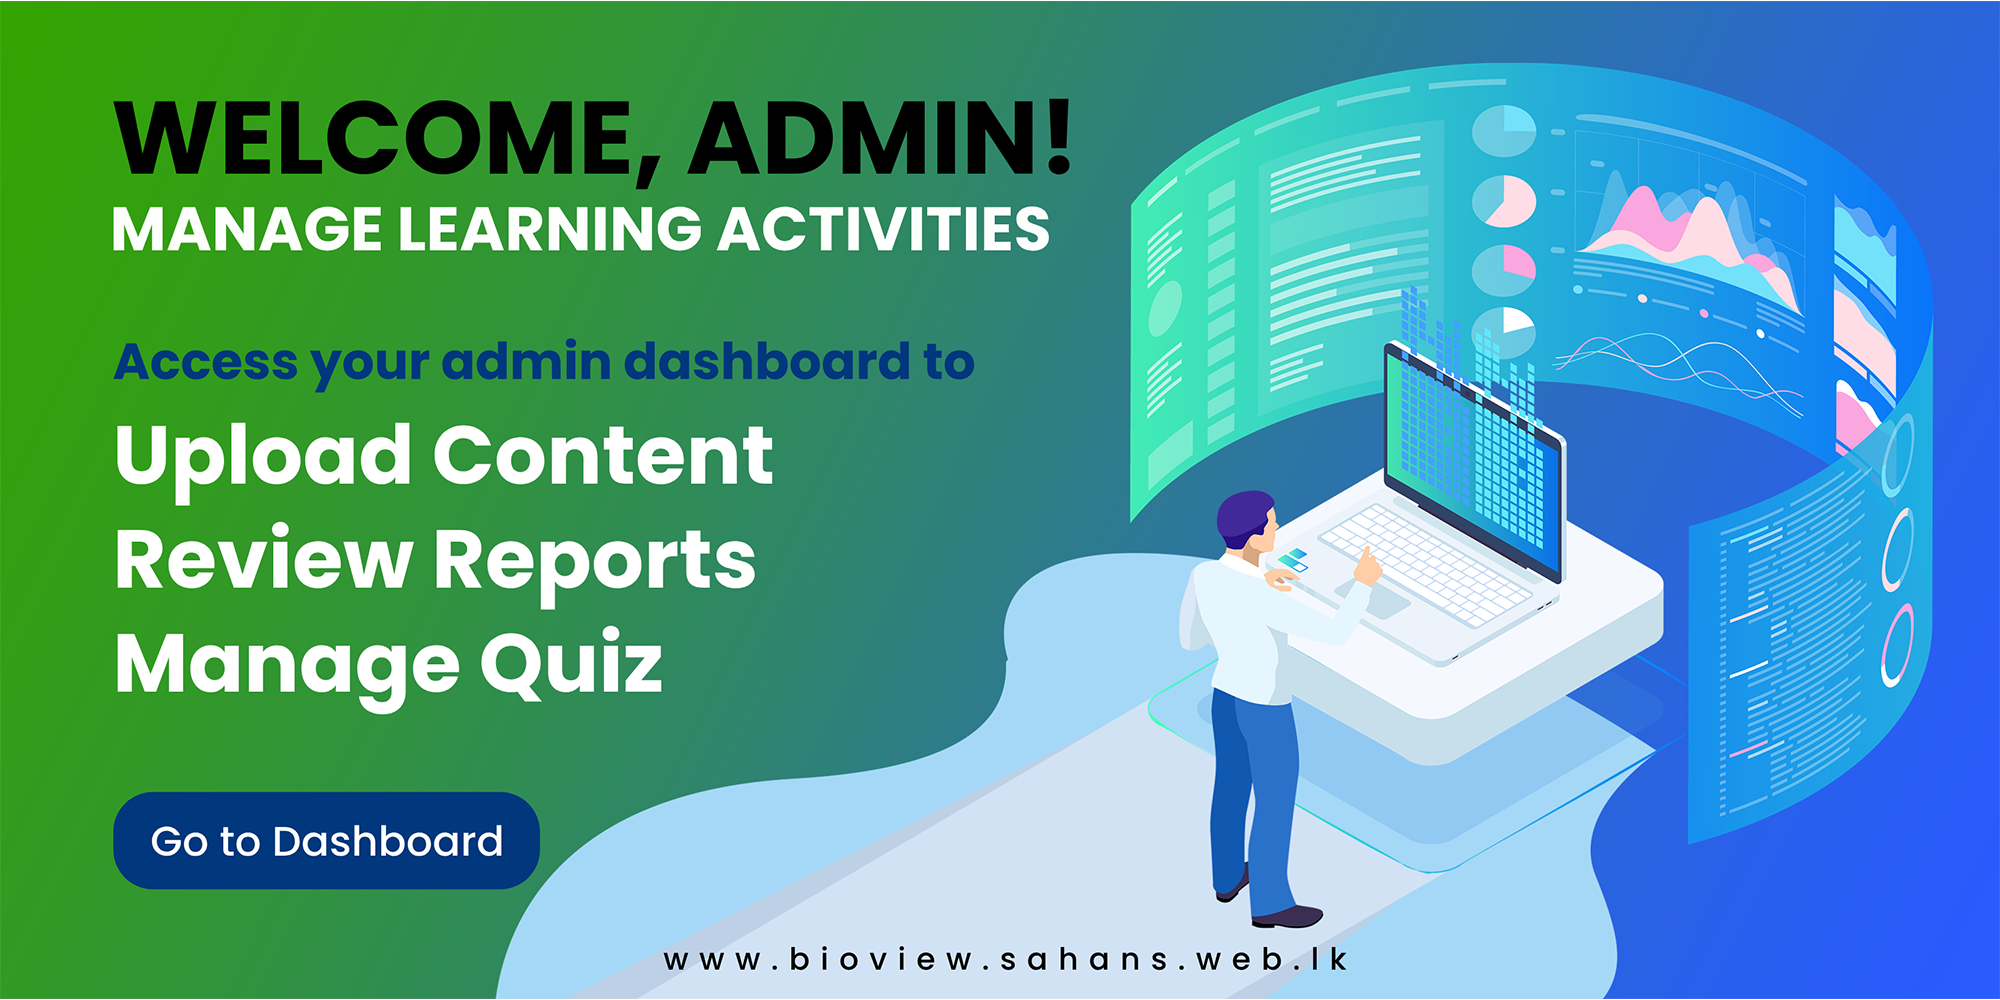 WELCOME, ADMIN!
MANAGE LEARNING ACTIVITIES
Access your admin dashboard to
Upload Content
Review Reports
Manage Quiz
Go to Dashboard
www.bioview.sahans.web.lk